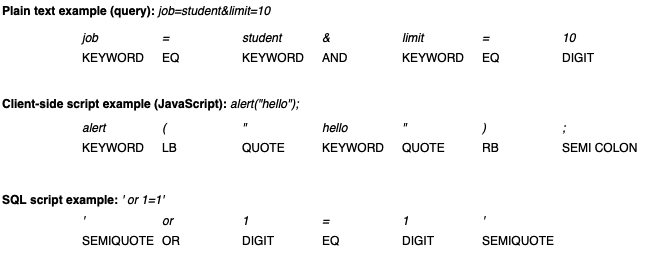 Plain text example (query): job=student&limit=10
job = student & limit = 10
KEYWORD EQ KEYWORD AND KEYWORD EQ DIGIT
Client-side script example (JavaScript): alert("hello");
alert ( " hello " ) ;
KEYWORD LB QUOTE KEYWORD QUOTE RB SEMI COLON
SQL script example: ' or 1=1'
' or 1 = 1 '
SEMIQUOTE OR DIGIT EQ DIGIT SEMIQUOTE